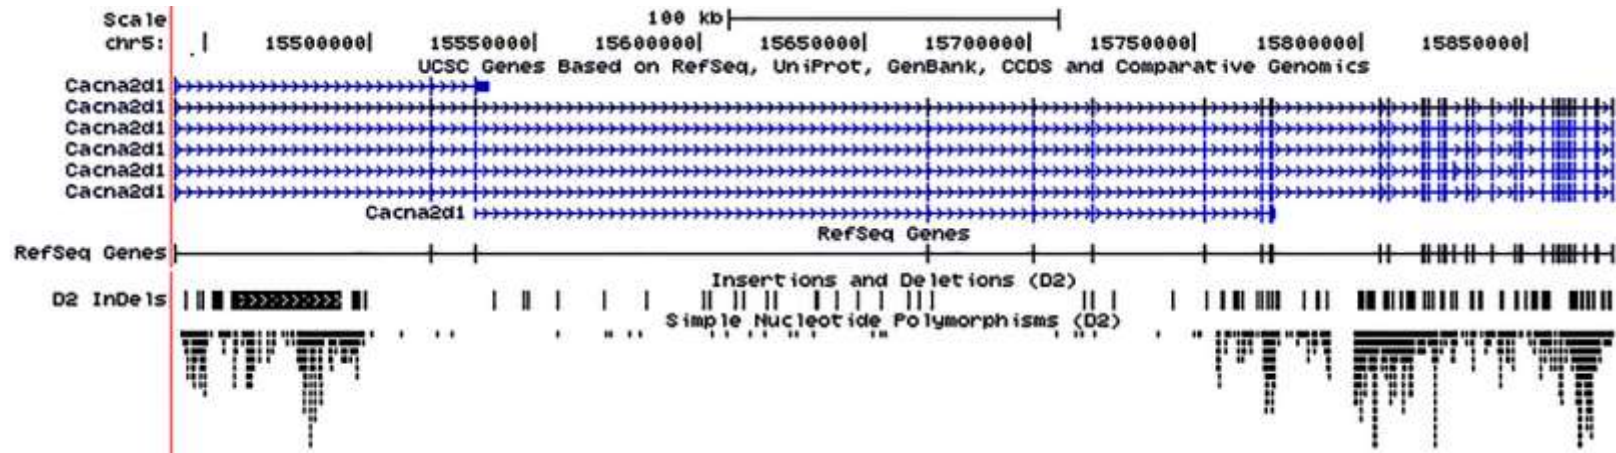 Scale 100 kb
chr5: 15500000 15550000 15600000 15650000 15700000 15750000 15800000 15850000
UCSC Genes Based on RefSeq, UniProt, GenBank, CCDS and Comparative Genomics
Cacna2d1
Cacna2d1
Cacna2d1
Cacna2d1
Cacna2d1
Cacna2d1
Cacna2d1
RefSeq Genes
RefSeq Genes
Insertions and Deletions (D2)
D2 InDels
Simple Nucleotide Polymorphisms (D2)